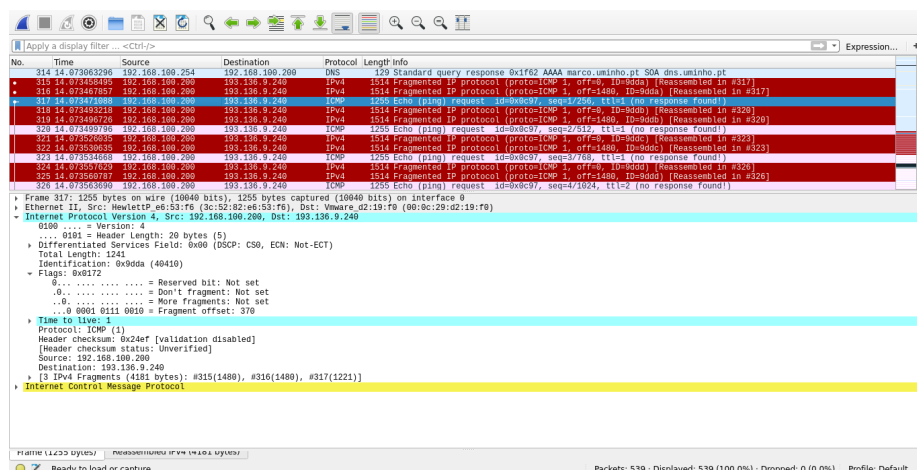 Apply a display filter ... <Ctrl-/>
Expression... +
No. Time Source Destination Protocol Length Info
314 14.073063296 192.168.100.254 192.168.100.200 DNS 129 Standard query response 0x1f62 AAAA marco.uminho.pt SOA dns.uminho.pt
315 14.073458495 192.168.100.200 193.136.9.240 IPv4 1514 Fragmented IP protocol (proto=ICMP 1, off=0, ID=9dda) [Reassembled in #317]
316 14.073467857 192.168.100.200 193.136.9.240 IPv4 1514 Fragmented IP protocol (proto=ICMP 1, off=1480, ID=9dda) [Reassembled in #317]
317 14.073471088 192.168.100.200 193.136.9.240 ICMP 1255 Echo (ping) request id=0x0c97, seq=1/256, ttl=1 (no response found!)
318 14.073493218 192.168.100.200 193.136.9.240 IPv4 1514 Fragmented IP protocol (proto=ICMP 1, off=0, ID=9ddb) [Reassembled in #320]
319 14.073496726 192.168.100.200 193.136.9.240 IPv4 1514 Fragmented IP protocol (proto=ICMP 1, off=1480, ID=9ddb) [Reassembled in #320]
320 14.073499796 192.168.100.200 193.136.9.240 ICMP 1255 Echo (ping) request id=0x0c97, seq=2/512, ttl=1 (no response found!)
321 14.073526035 192.168.100.200 193.136.9.240 IPv4 1514 Fragmented IP protocol (proto=ICMP 1, off=0, ID=9ddc) [Reassembled in #323]
322 14.073530635 192.168.100.200 193.136.9.240 IPv4 1514 Fragmented IP protocol (proto=ICMP 1, off=1480, ID=9ddc) [Reassembled in #323]
323 14.073534668 192.168.100.200 193.136.9.240 ICMP 1255 Echo (ping) request id=0x0c97, seq=3/768, ttl=1 (no response found!)
324 14.073557629 192.168.100.200 193.136.9.240 IPv4 1514 Fragmented IP protocol (proto=ICMP 1, off=0, ID=9ddd) [Reassembled in #326]
325 14.073560787 192.168.100.200 193.136.9.240 IPv4 1514 Fragmented IP protocol (proto=ICMP 1, off=1480, ID=9ddd) [Reassembled in #326]
326 14.073563690 192.168.100.200 193.136.9.240 ICMP 1255 Echo (ping) request id=0x0c97, seq=4/1024, ttl=2 (no response found!)
Frame 317: 1255 bytes on wire (10040 bits), 1255 bytes captured (10040 bits) on interface 0
Ethernet II, Src: HewlettP_e6:53:f6 (3c:52:82:e6:53:f6), Dst: Vmware_d2:19:f0 (00:0c:29:d2:19:f0)
Internet Protocol Version 4, Src: 192.168.100.200, Dst: 193.136.9.240
0100 .... = Version: 4
.... 0101 = Header Length: 20 bytes (5)
Differentiated Services Field: 0x00 (DSCP: CS0, ECN: Not-ECT)
Total Length: 1241
Identification: 0x9dda (40410)
Flags: 0x0172
0... .... .... .... = Reserved bit: Not set
.0.. .... .... .... = Don't fragment: Not set
..0. .... .... .... = More fragments: Not set
...0 0001 0111 0010 = Fragment offset: 370
Time to live: 1
Protocol: ICMP (1)
Header checksum: 0x24ef [validation disabled]
[Header checksum status: Unverified]
Source: 192.168.100.200
Destination: 193.136.9.240
[3 IPv4 Fragments (4181 bytes): #315(1480), #316(1480), #317(1221)]
Internet Control Message Protocol
Frame (1255 bytes) Reassembled IPv4 (4181 bytes)
Ready to load or capture Packets: 539 · Displayed: 539 (100.0%) · Dropped: 0 (0.0%) Profile: Default